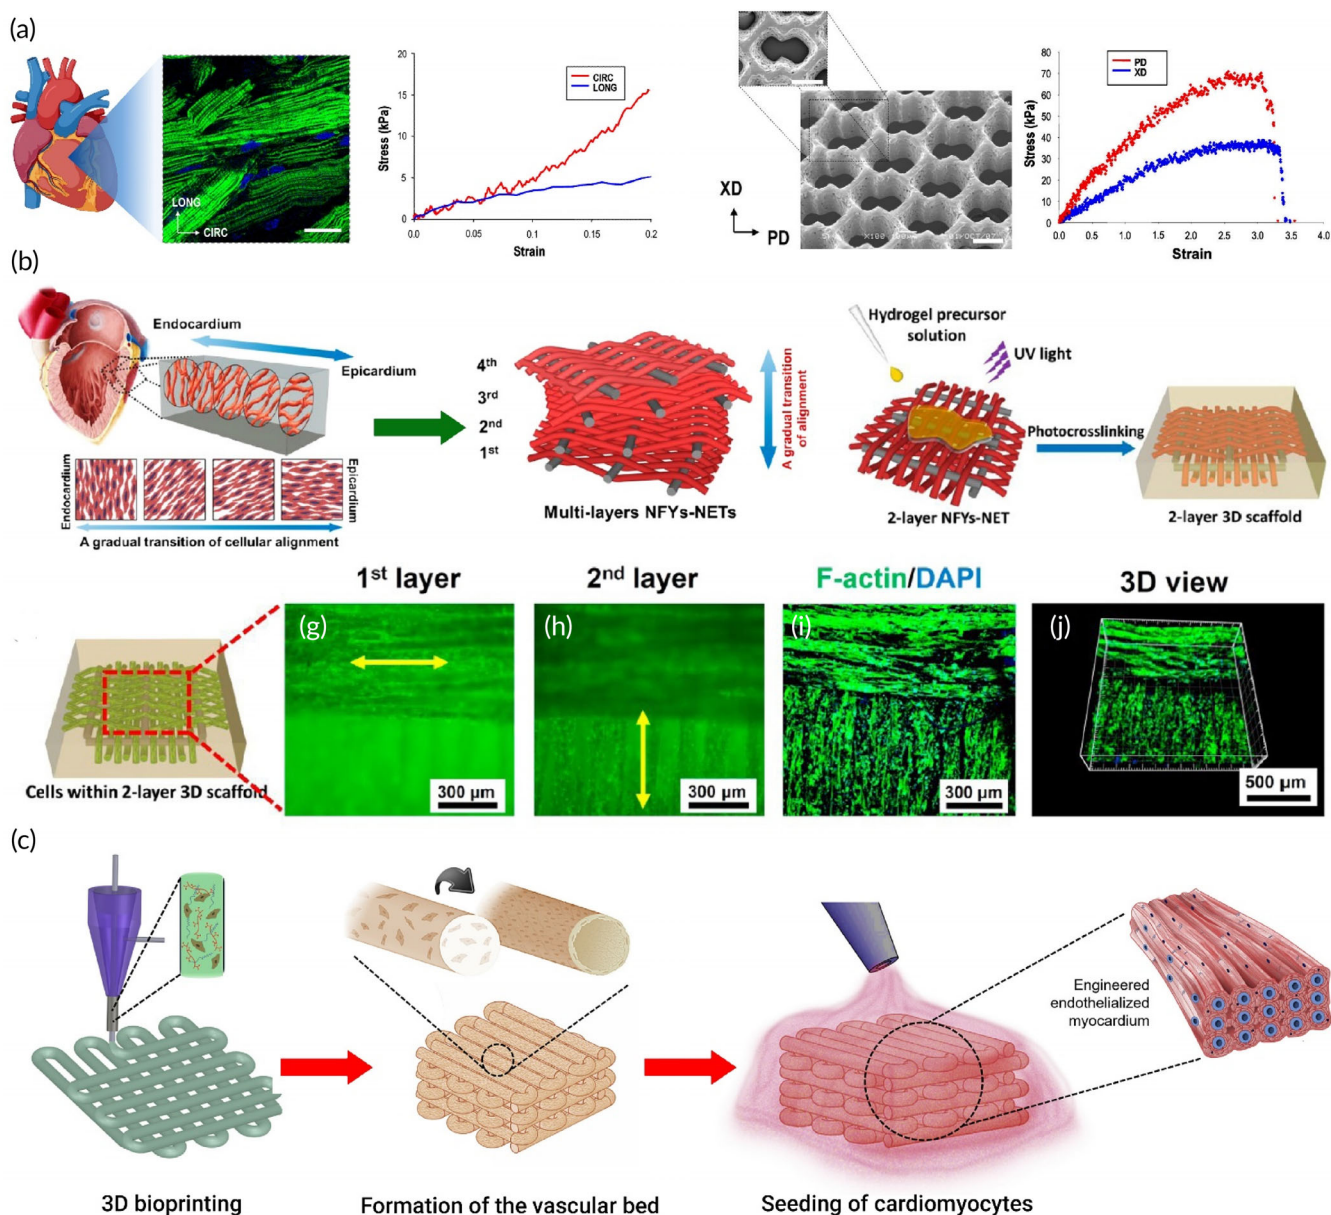 (a)
LONG
CIRC
Stress (kPa)
20
15
10
5
0
CIRC
LONG
0.0
0.05
0.10
0.15
0.2
Strain
XD
PD
Stress (kPa)
80
70
60
50
40
30
20
10
0
PD
XD
0.0
0.5
1.0
1.5
2.0
2.5
3.0
3.5
4.0
Strain
(b)
Endocardium
Epicardium
Endocardium
Epicardium
A gradual transition of cellular alignment
4th
3rd
2nd
1st
A gradual transition
of alignment
Multi-layers NFYs-NETs
Hydrogel precursor
solution
UV light
Photocrosslinking
2-layer NFYs-NET
2-layer 3D scaffold
1st layer
2nd layer
F-actin/DAPI
3D view
(g)
(h)
(i)
(j)
300 µm
300 µm
300 µm
500 µm
Cells within 2-layer 3D scaffold
(c)
Engineered
endothelialized
myocardium
3D bioprinting
Formation of the vascular bed
Seeding of cardiomyocytes